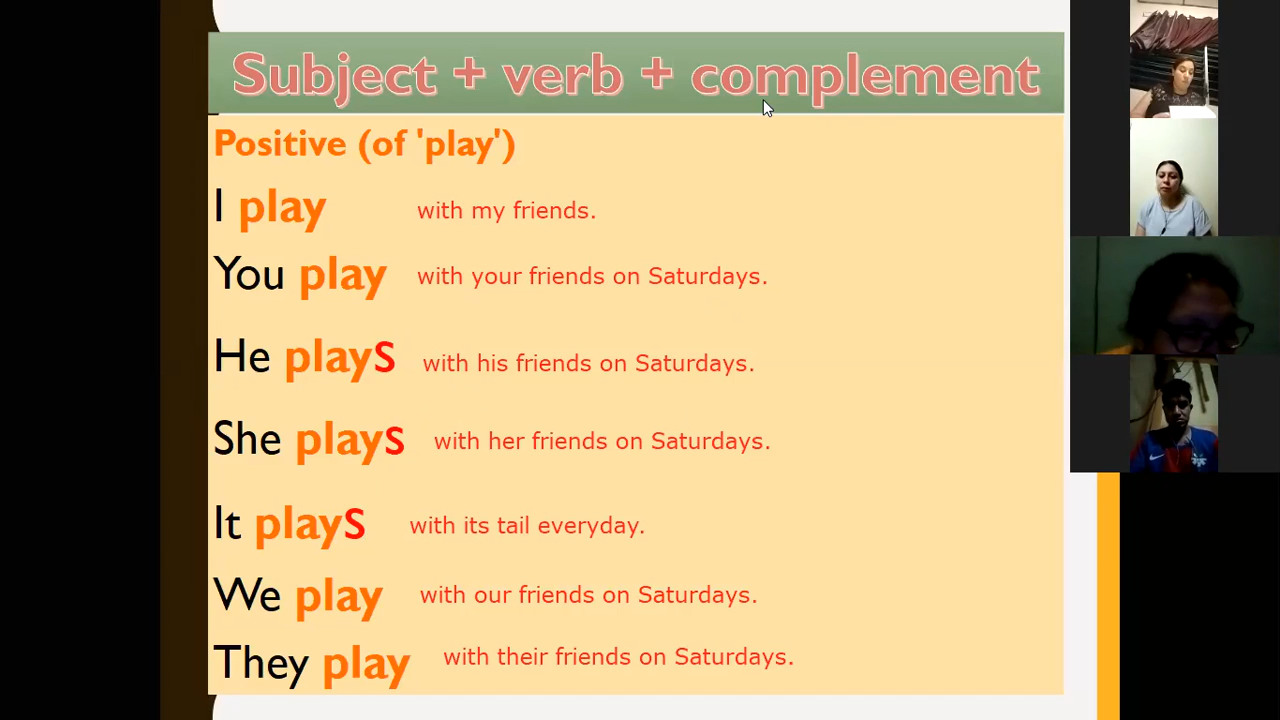 Subject + verb + complement
Positive (of 'play')
I play with my friends.
You play with your friends on Saturdays.
He playS with his friends on Saturdays.
She plays with her friends on Saturdays.
It playS with its tail everyday.
We play with our friends on Saturdays.
They play with their friends on Saturdays.